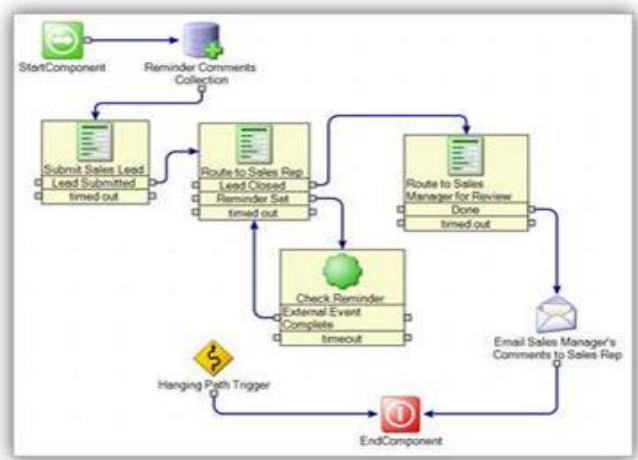 StartComponent
Reminder Comments
Collection
Submit Sales Lead
Lead Submitted
timed out
Route to Sales Rep
Lead Closed
Reminder Set
timed out
Route to Sales
Manager for Review
Done
timed out
Check Reminder
External Event
Complete
timeout
Email Sales Manager's
Comments to Sales Rep
Hanging Path Trigger
EndComponent